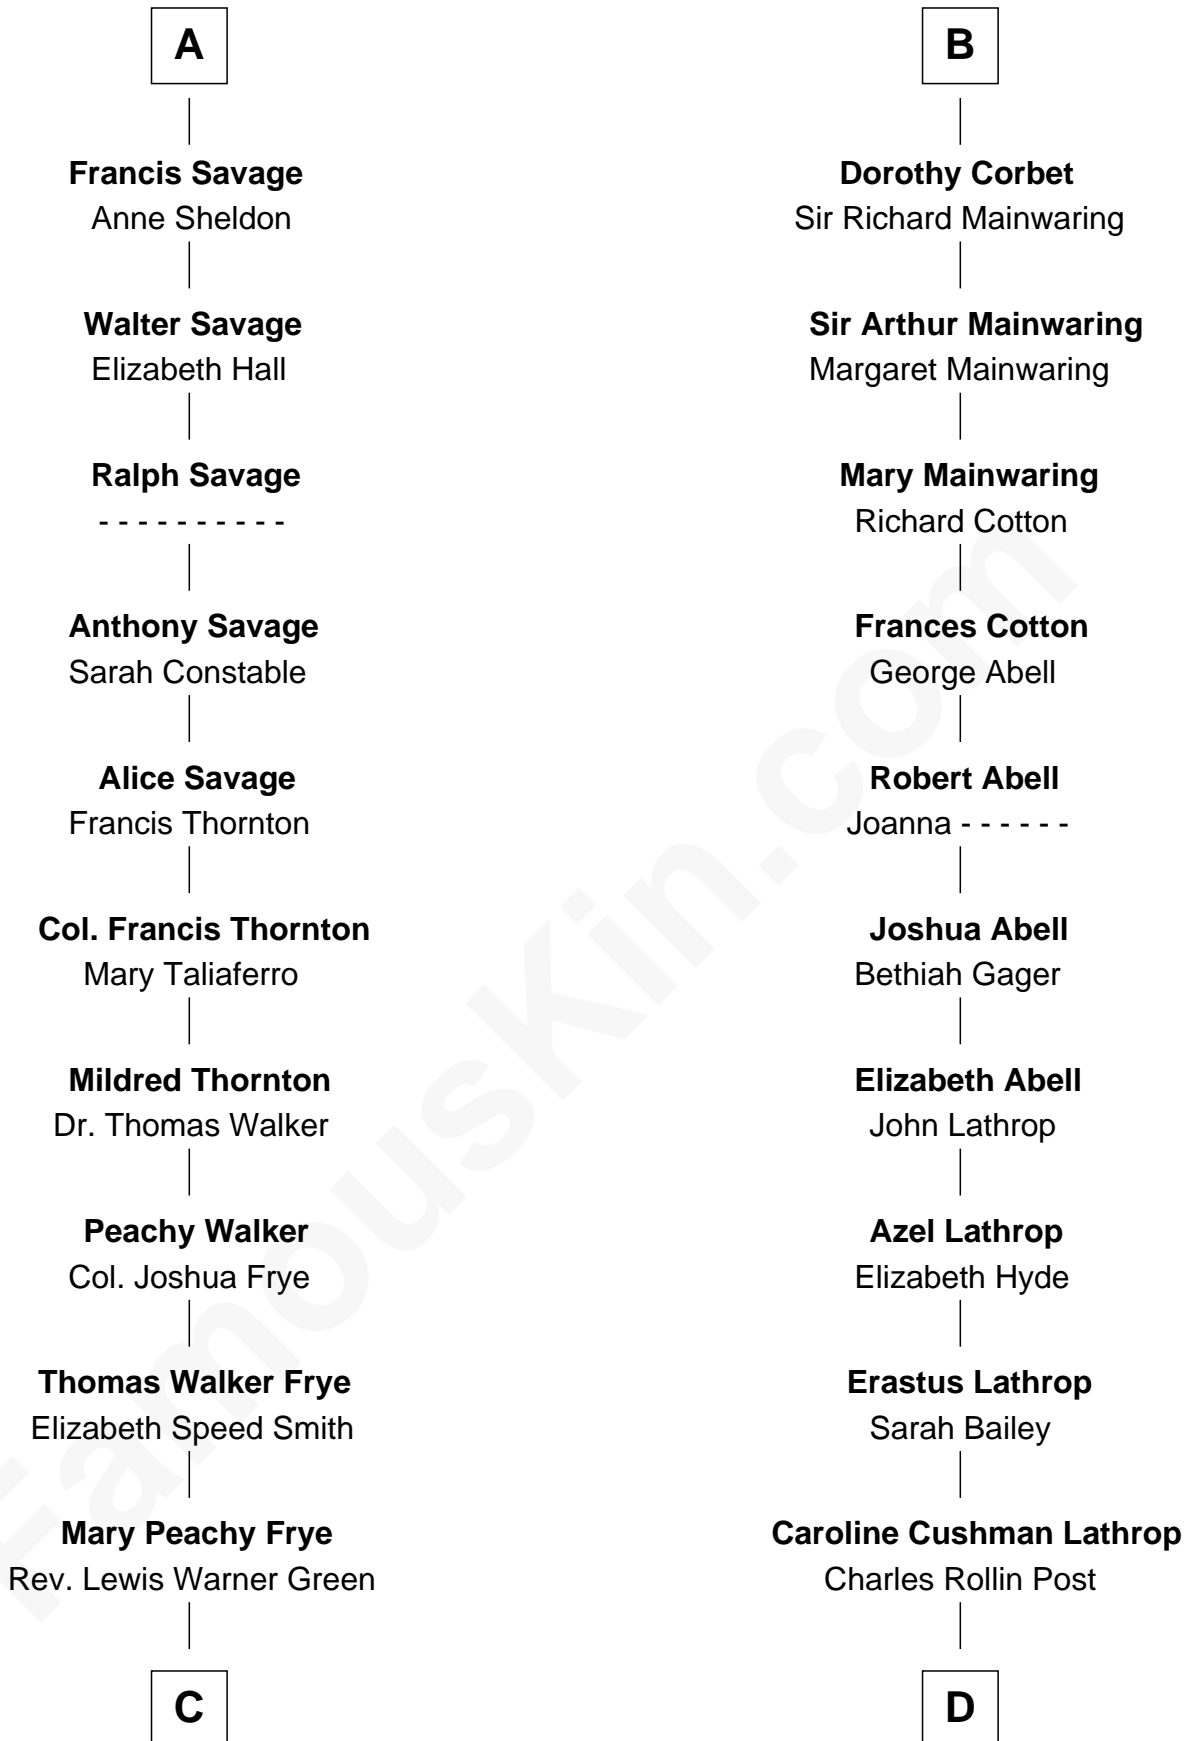 A
Francis Savage
Anne Sheldon
Walter Savage
Elizabeth Hall
Ralph Savage
- - - - - - - - - -
Anthony Savage
Sarah Constable
Alice Savage
Francis Thornton
Col. Francis Thornton
Mary Taliaferro
Mildred Thornton
Dr. Thomas Walker
Peachy Walker
Col. Joshua Frye
Thomas Walker Frye
Elizabeth Speed Smith
Mary Peachy Frye
Rev. Lewis Warner Green
C
B
Dorothy Corbet
Sir Richard Mainwaring
Sir Arthur Mainwaring
Margaret Mainwaring
Mary Mainwaring
Richard Cotton
Frances Cotton
George Abell
Robert Abell
Joanna - - - - - -
Joshua Abell
Bethiah Gager
Elizabeth Abell
John Lathrop
Azel Lathrop
Elizabeth Hyde
Erastus Lathrop
Sarah Bailey
Caroline Cushman Lathrop
Charles Rollin Post
D
FamousKin.com